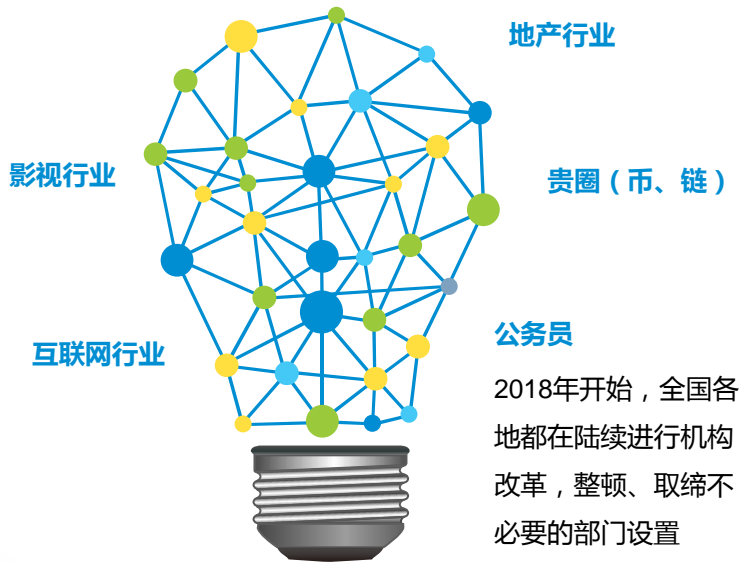 地产行业
影视行业
贵圈（币、链）
互联网行业
公务员
2018年开始，全国各
地都在陆续进行机构
改革，整顿、取缔不
必要的部门设置